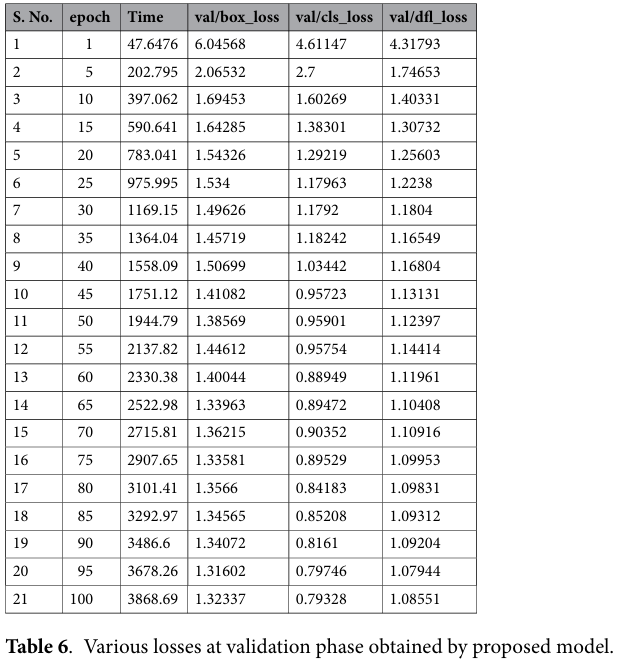 S. No. epoch Time val/box_loss val/cls_loss val/dfl_loss
1 1 47.6476 6.04568 4.61147 4.31793
2 5 202.795 2.06532 2.7 1.74653
3 10 397.062 1.69453 1.60269 1.40331
4 15 590.641 1.64285 1.38301 1.30732
5 20 783.041 1.54326 1.29219 1.25603
6 25 975.995 1.534 1.17963 1.2238
7 30 1169.15 1.49626 1.1792 1.1804
8 35 1364.04 1.45719 1.18242 1.16549
9 40 1558.09 1.50699 1.03442 1.16804
10 45 1751.12 1.41082 0.95723 1.13131
11 50 1944.79 1.38569 0.95901 1.12397
12 55 2137.82 1.44612 0.95754 1.14414
13 60 2330.38 1.40044 0.88949 1.11961
14 65 2522.98 1.33963 0.89472 1.10408
15 70 2715.81 1.36215 0.90352 1.10916
16 75 2907.65 1.33581 0.89529 1.09953
17 80 3101.41 1.3566 0.84183 1.09831
18 85 3292.97 1.34565 0.85208 1.09312
19 90 3486.6 1.34072 0.8161 1.09204
20 95 3678.26 1.31602 0.79746 1.07944
21 100 3868.69 1.32337 0.79328 1.08551
Table 6. Various losses at validation phase obtained by proposed model.